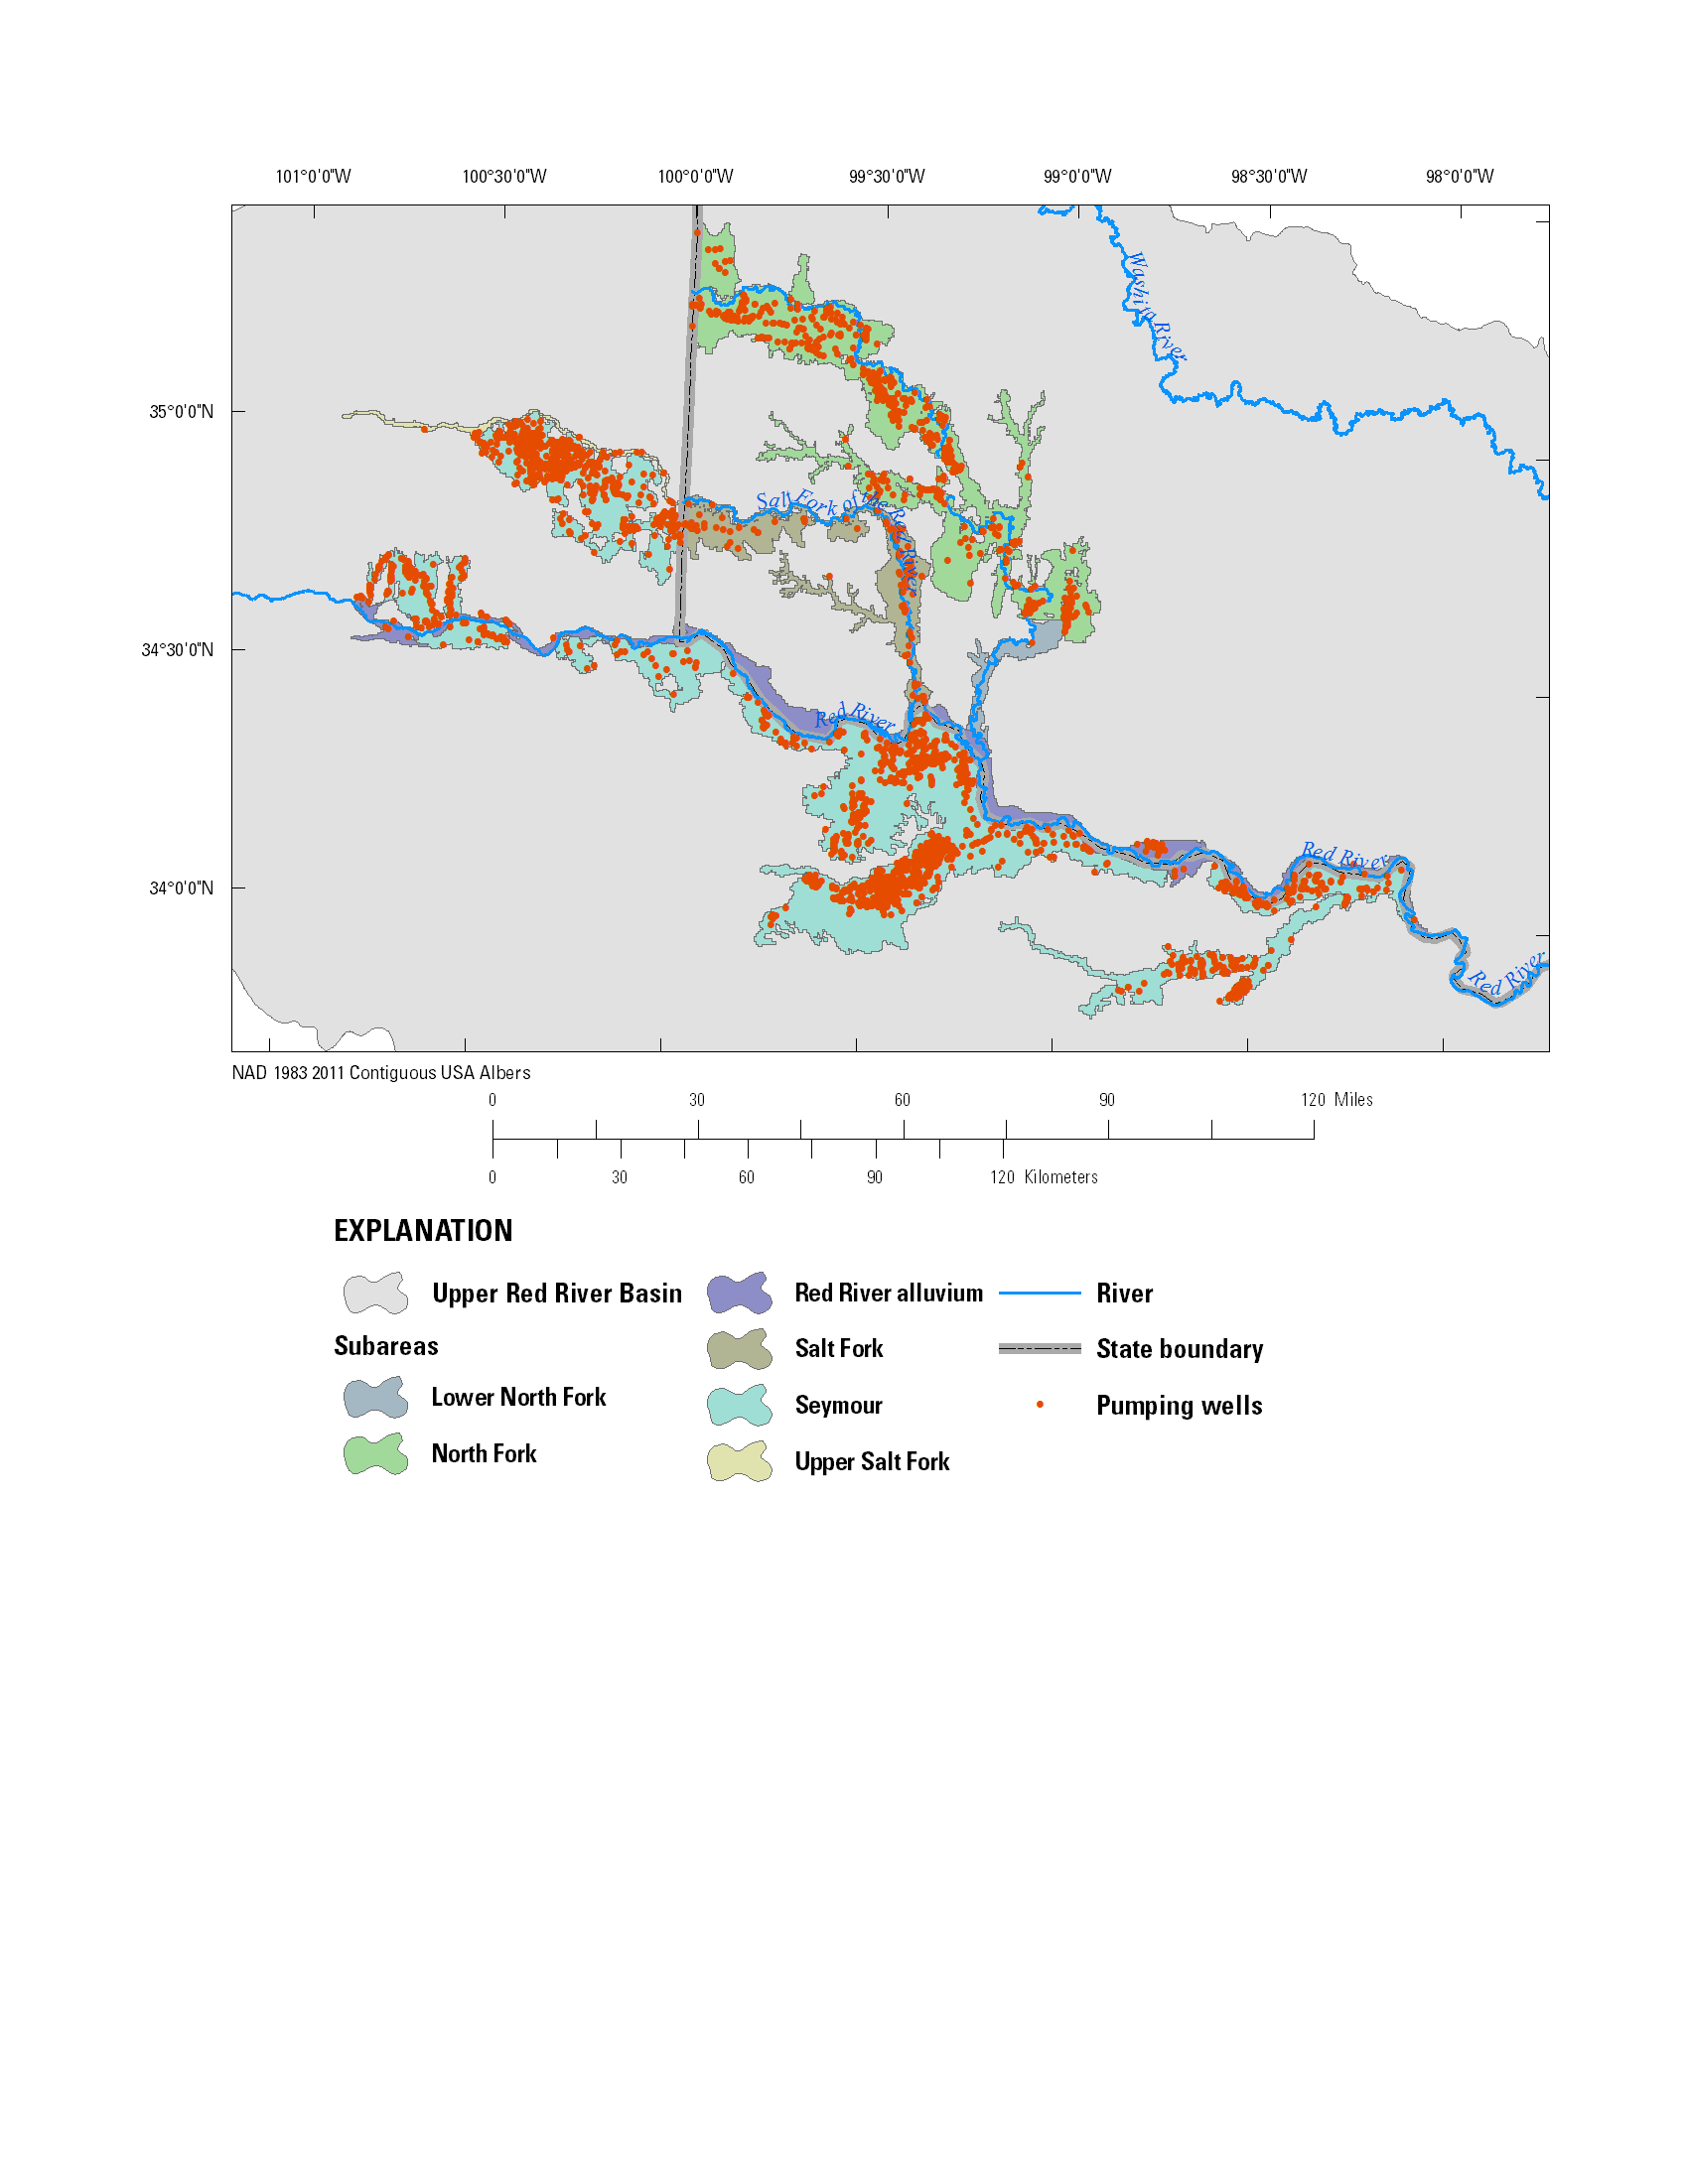 101°0'0"W 100°30'0"W 100°0'0"W 99°30'0"W 99°0'0"W 98°30'0"W 98°0'0"W
Washita River
35°0'0"N
Salt Fork of the Red River
34°30'0"N
Red River
Red River
34°0'0"N
Red River
NAD 1983 2011 Contiguous USA Albers
0 30 60 90 120 Miles
0 30 60 90 120 Kilometers
EXPLANATION
Upper Red River Basin Red River alluvium River
Subareas Salt Fork State boundary
Lower North Fork Seymour Pumping wells
North Fork Upper Salt Fork